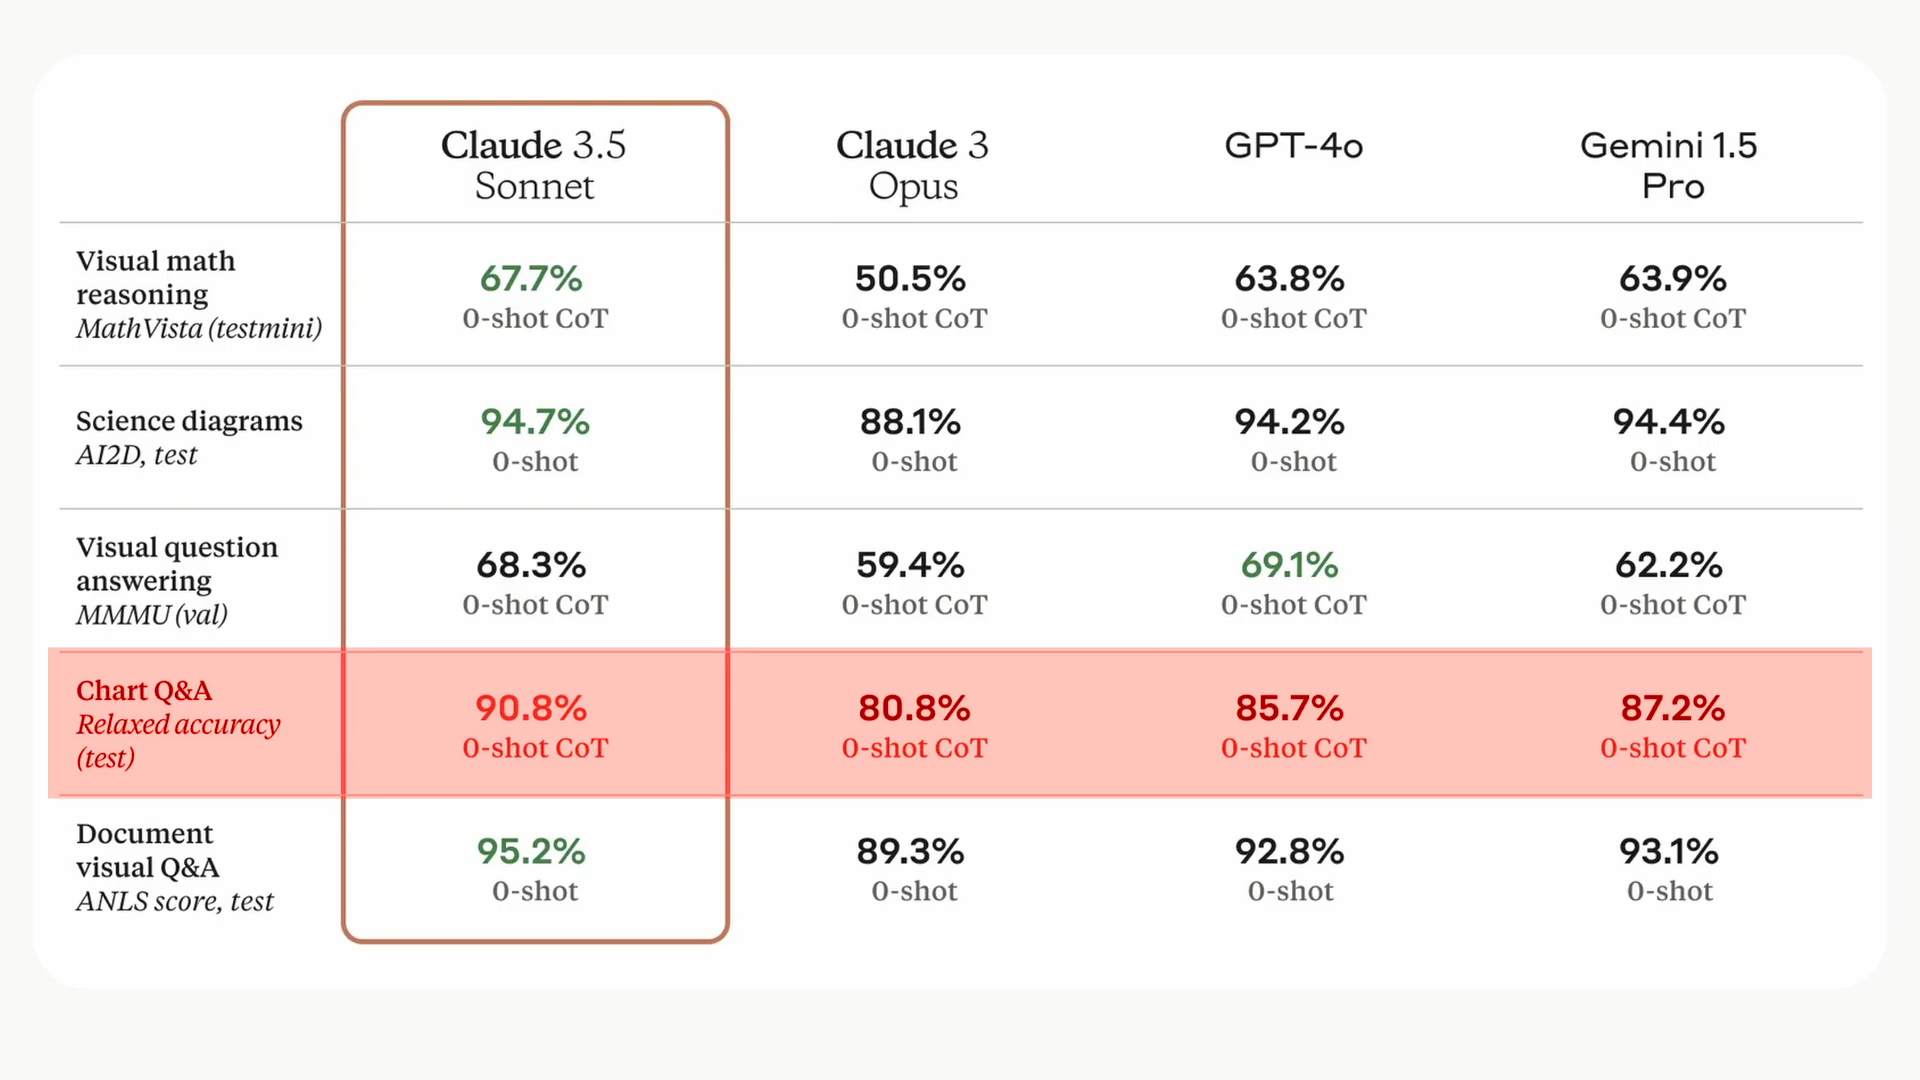 Claude 3.5 Sonnet
Claude 3 Opus
GPT-4o
Gemini 1.5 Pro
Visual math
reasoning
MathVista (testmini)
67.7%
0-shot CoT
50.5%
0-shot CoT
63.8%
0-shot CoT
63.9%
0-shot CoT
Science diagrams
AI2D, test
94.7%
0-shot
88.1%
0-shot
94.2%
0-shot
94.4%
0-shot
Visual question
answering
MMMU (val)
68.3%
0-shot CoT
59.4%
0-shot CoT
69.1%
0-shot CoT
62.2%
0-shot CoT
Chart Q&A
Relaxed accuracy
(test)
90.8%
0-shot CoT
80.8%
0-shot CoT
85.7%
0-shot CoT
87.2%
0-shot CoT
Document
visual Q&A
ANLS score, test
95.2%
0-shot
89.3%
0-shot
92.8%
0-shot
93.1%
0-shot